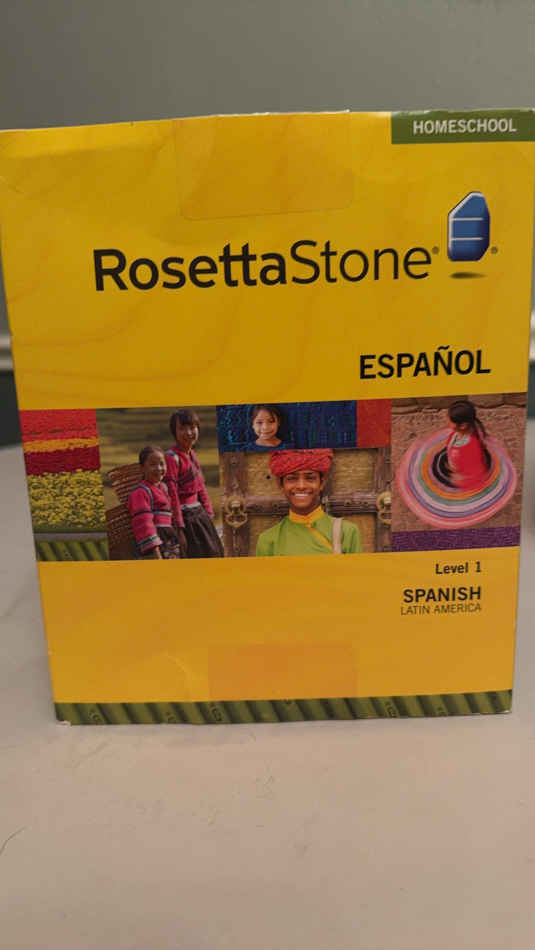 HOMESCHOOL
RosettaStone®
®
ESPAÑOL
Level 1
SPANISH
LATIN AMERICA